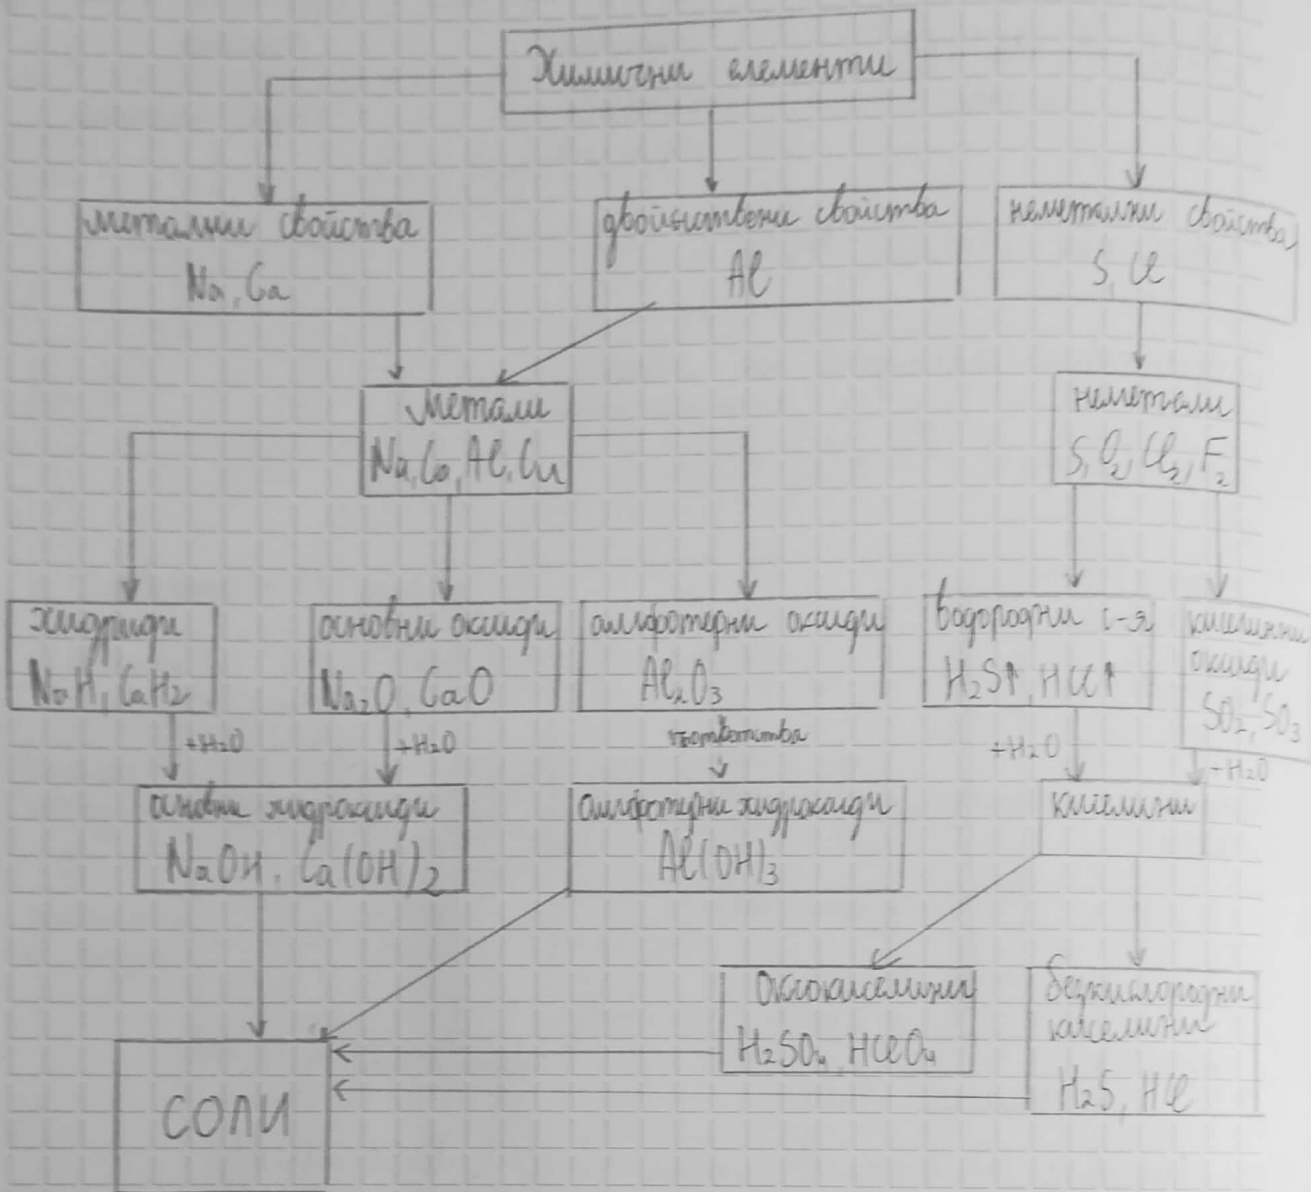 Химични елементи
метални свойства
Na, Ca
двойнствени свойства
Al
неметални свойства
S, Cl
метали
Na, Ca, Al, Cu
неметали
S, O₂, Cl₂, F₂
хидриди
NaH, CaH₂
основни оксиди
Na₂O, CaO
амфотерни оксиди
Al₂O₃
водородни с-я
H₂S↑, HCl↑
киселинни
оксиди
SO₂, SO₃
+H₂O
+H₂O
+H₂O
основни хидроксиди
NaOH, Ca(OH)₂
амфотерни хидроксиди
Al(OH)₃
киселини
Оксокиселини
H₂SO₄, HClO₄
безкислородни
киселини
H₂S, HCl
СОЛИ